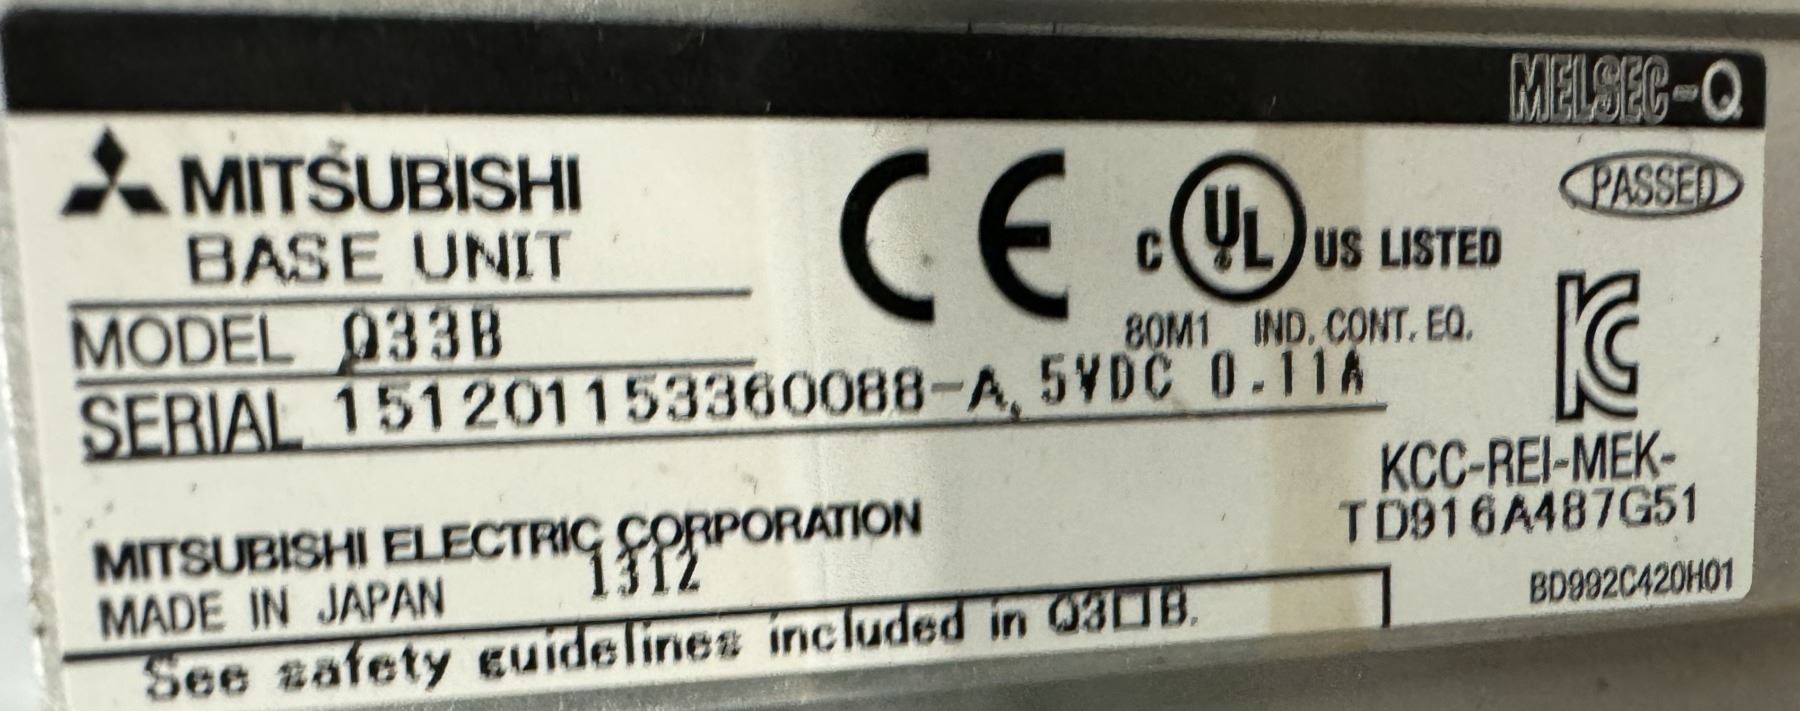 MELSEC-Q
MITSUBISHI
BASE UNIT
MODEL Q33B
SERIAL 151201153360088-A, 5VDC 0.11A
CE
C UL US LISTED
80M1 IND. CONT. EQ.
PASSED
KC
KCC-REI-MEK-
TD916A487G51
MITSUBISHI ELECTRIC CORPORATION
1312
MADE IN JAPAN
BD992C420H01
See safety guidelines included in Q3□B.